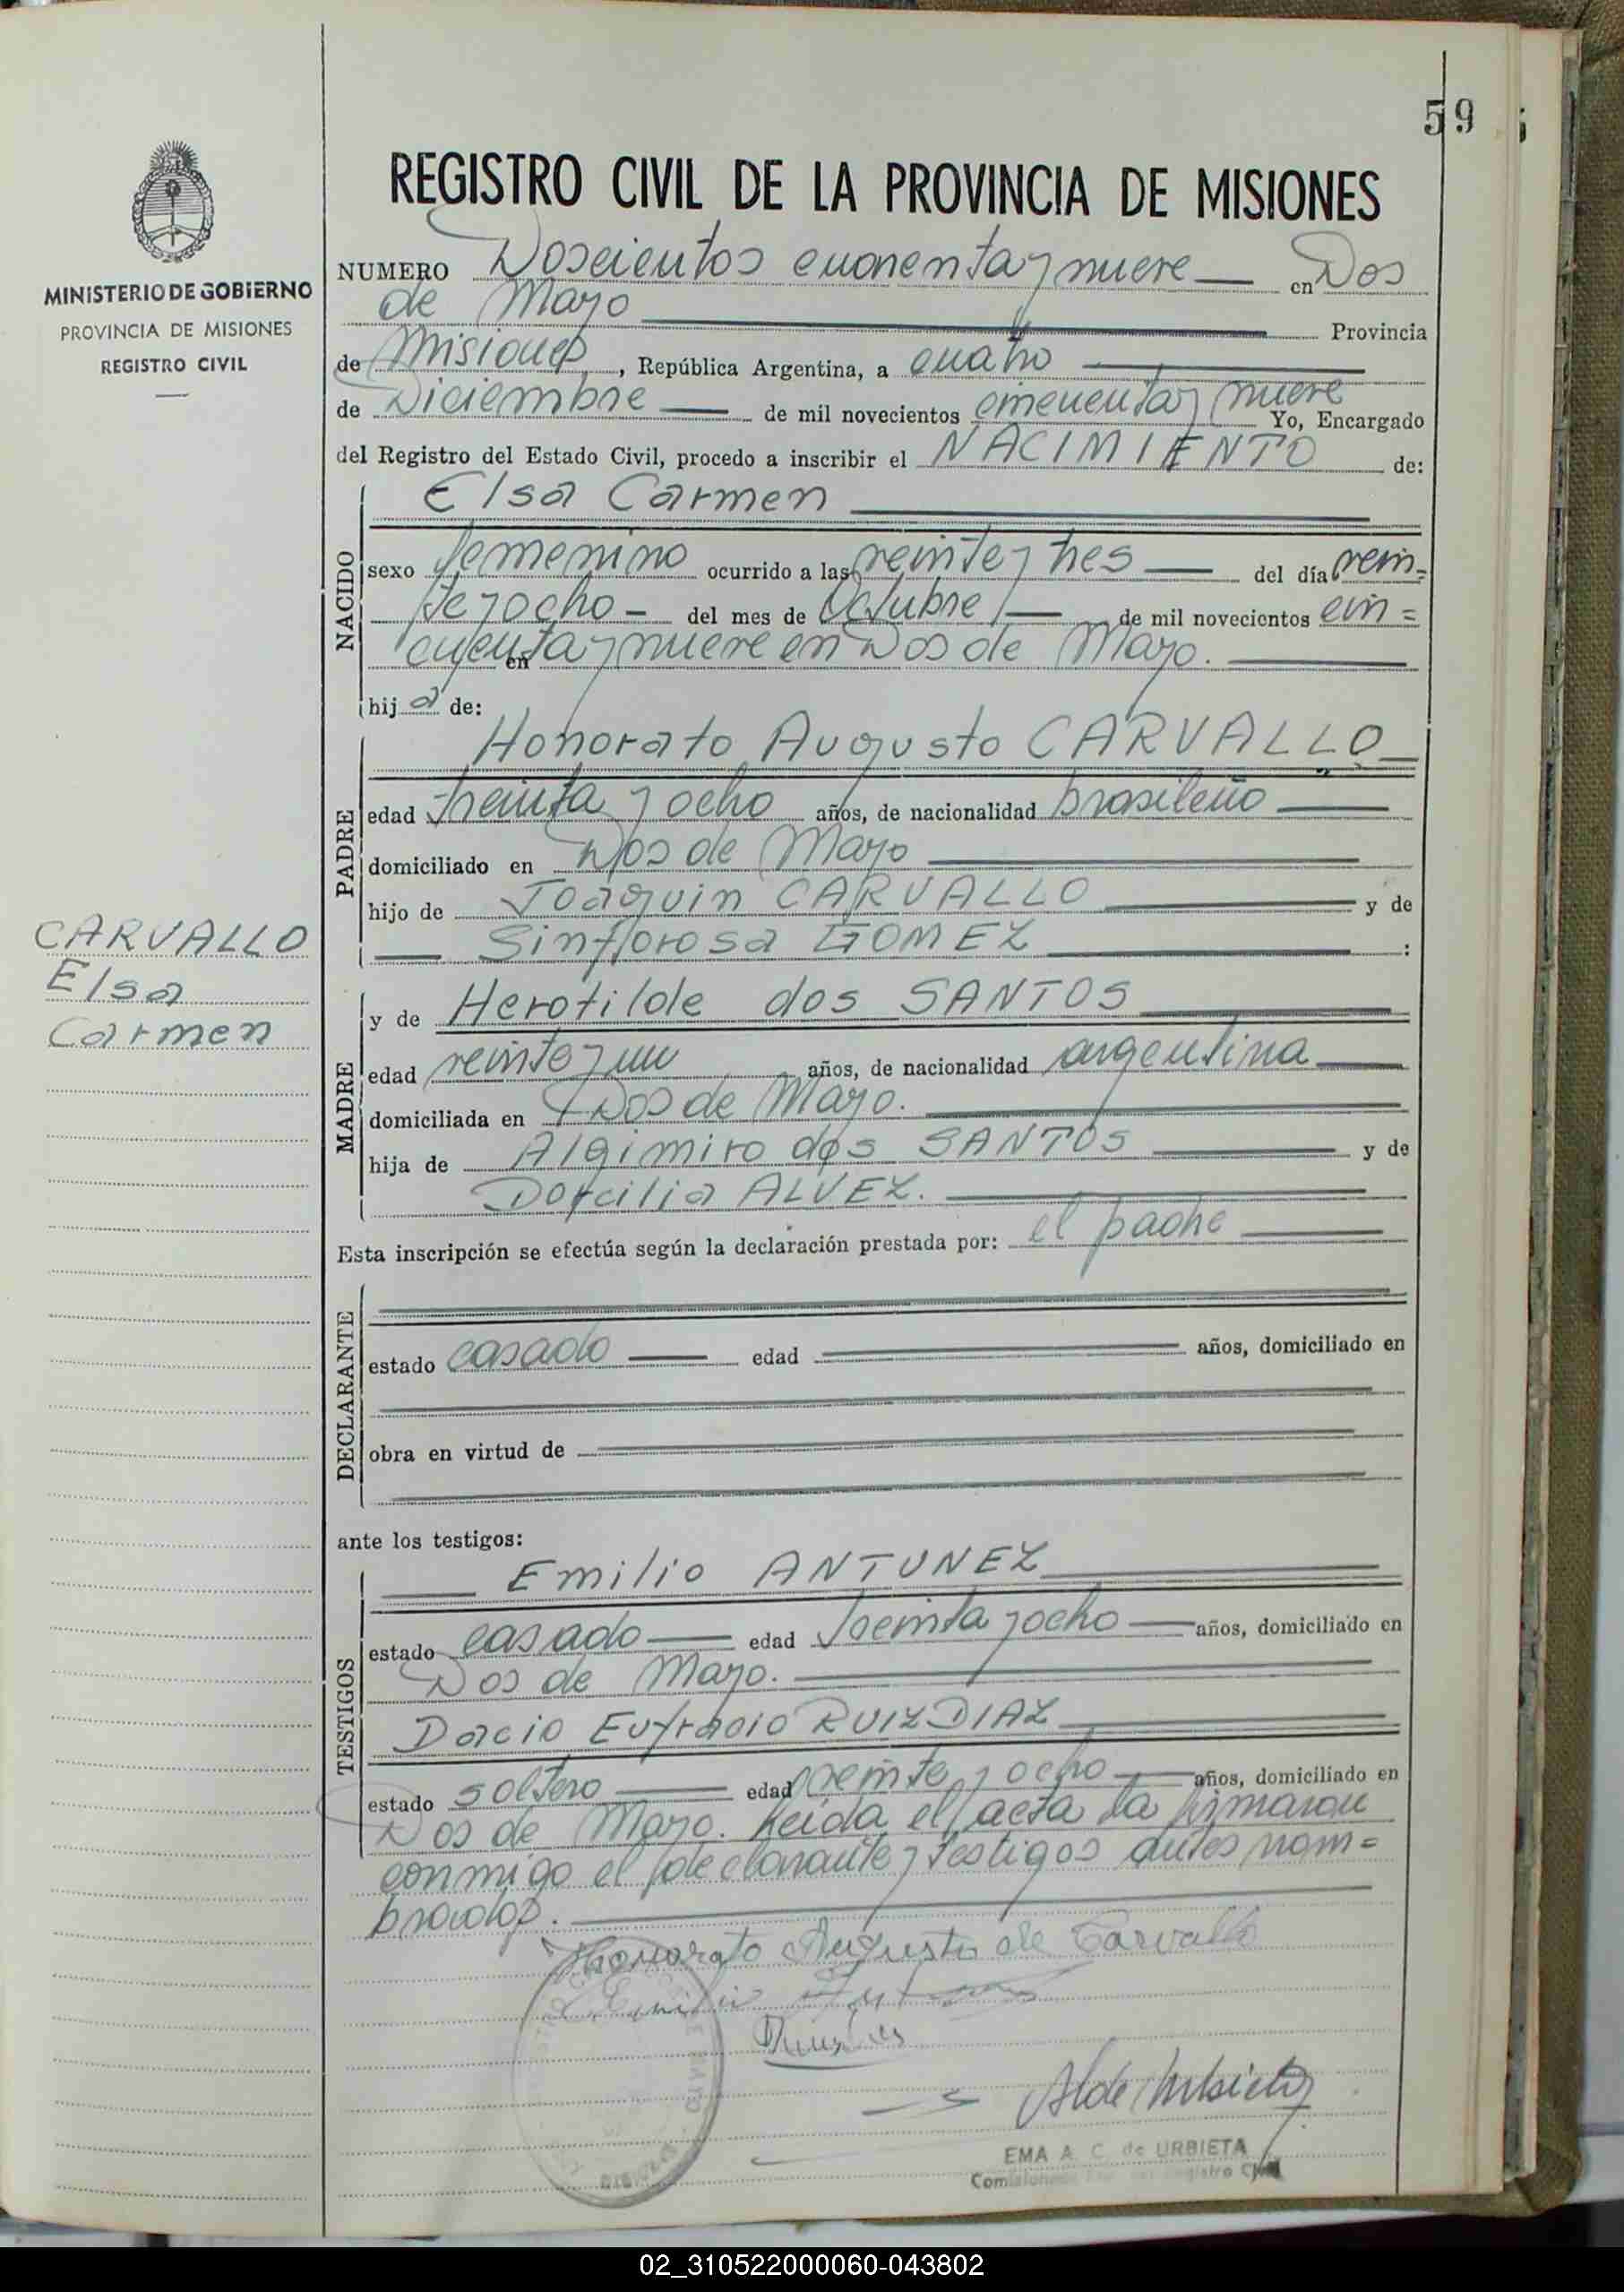 59
REGISTRO CIVIL DE LA PROVINCIA DE MISIONES
MINISTERIO DE GOBIERNO
PROVINCIA DE MISIONES
REGISTRO CIVIL
NUMERO Doscientos cuarenta y nueve en Dos
de Mayo Provincia
de Misiones, República Argentina, a cuatro
de Diciembre de mil novecientos cincuenta y nueve Yo, Encargado
del Registro del Estado Civil, procedo a inscribir el NACIMIENTO de:
NACIDO
Elsa Carmen
sexo femenino ocurrido a las veinte y tres del día vein=
te y ocho - del mes de Octubre de mil novecientos cin=
cuenta y nueve en Dos de Mayo.
en
hij a de:
PADRE
Honorato Augusto CARVALLO
edad treinta y ocho años, de nacionalidad brasileño
domiciliado en Dos de Mayo
hijo de Joaquin CARVALLO y de
Sinforosa GOMEZ :
CARVALLO
Elsa
Carmen
MADRE
y de Herotilde dos SANTOS
edad veinte y un años, de nacionalidad argentina
domiciliada en Dos de Mayo.
hija de Algimiro dos SANTOS y de
Dorcilia ALVEZ.
Esta inscripción se efectúa según la declaración prestada por: el padre
DECLARANTE
estado casado edad años, domiciliado en
obra en virtud de
ante los testigos:
TESTIGOS
Emilio ANTUNEZ
estado casado edad treinta y ocho años, domiciliado en
Dos de Mayo.
Dacio Eufracio RUIZ DIAZ
estado soltero edad veinte y ocho años, domiciliado en
Dos de Mayo. Leída el acta la firmaron
conmigo el declarante y testigos antes nom=
brados.
Honorato Augusto de Carvallo
Emilio
EMA A. C. de URBIETA
Registro Civil
02_310522000060-043802